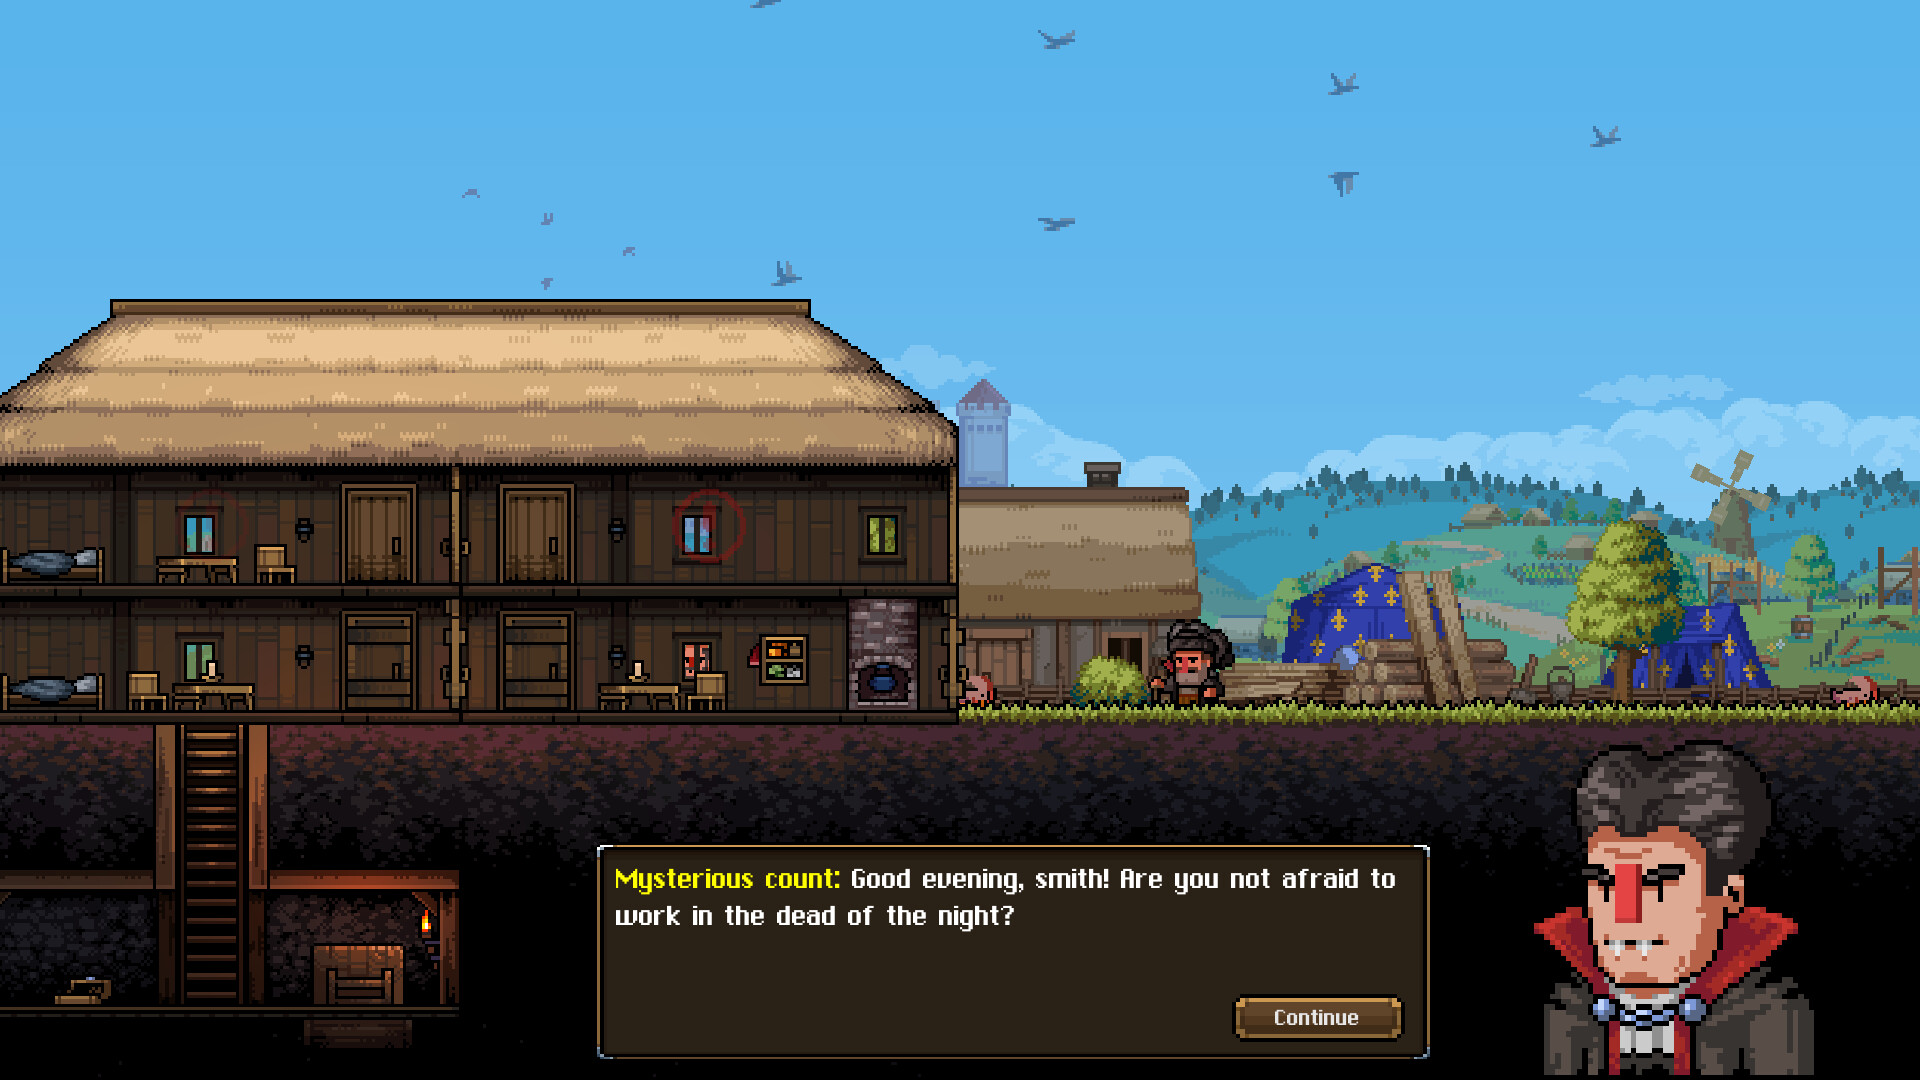 Mysterious count: Good evening, smith! Are you not afraid to
work in the dead of the night?
Continue